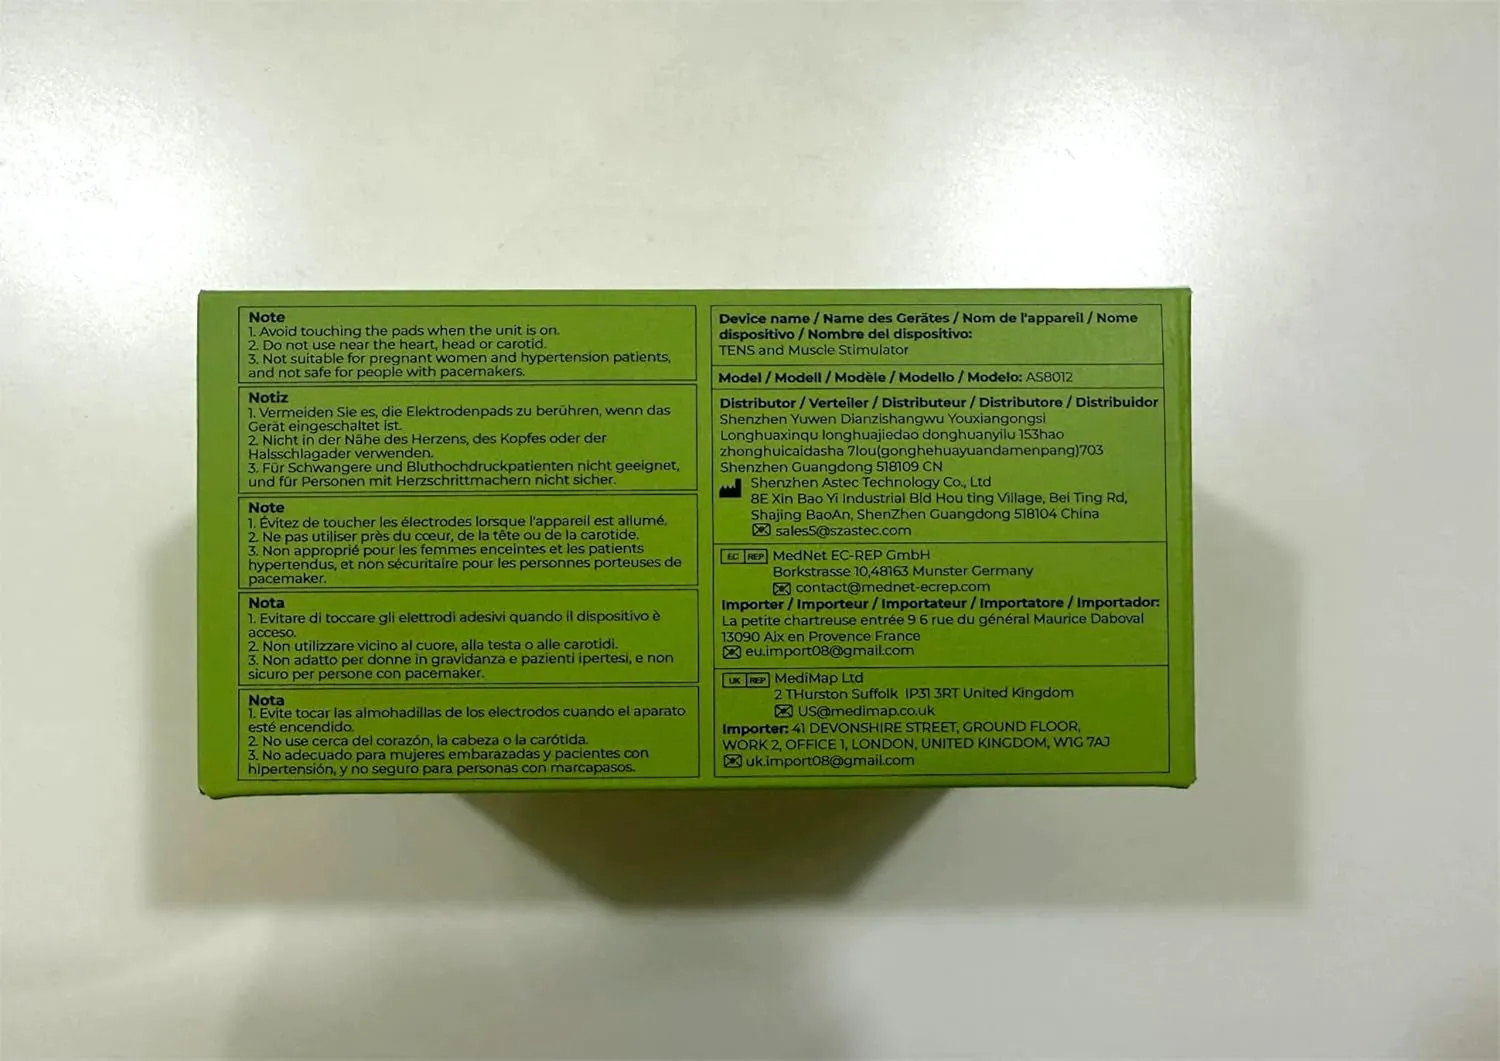 Note
1. Avoid touching the pads when the unit is on.
2. Do not use near the heart, head or carotid.
3. Not suitable for pregnant women and hypertension patients,
and not safe for people with pacemakers.
Notiz
1. Vermeiden Sie es, die Elektrodenpads zu berühren, wenn das
Gerät eingeschaltet ist.
2. Nicht in der Nähe des Herzens, des Kopfes oder der
Halsschlagader verwenden.
3. Für Schwangere und Bluthochdruckpatienten nicht geeignet,
und für Personen mit Herzschrittmachern nicht sicher.
Note
1. Évitez de toucher les électrodes lorsque l'appareil est allumé.
2. Ne pas utiliser près du cœur, de la tête ou de la carotide.
3. Non approprié pour les femmes enceintes et les patients
hypertendus, et non sécuritaire pour les personnes porteuses de
pacemaker.
Nota
1. Evitare di toccare gli elettrodi adesivi quando il dispositivo è
acceso.
2. Non utilizzare vicino al cuore, alla testa o alle carotidi.
3. Non adatto per donne in gravidanza e pazienti ipertesi, e non
sicuro per persone con pacemaker.
Nota
1. Evite tocar las almohadillas de los electrodos cuando el aparato
esté encendido.
2. No use cerca del corazón, la cabeza o la carótida.
3. No adecuado para mujeres embarazadas y pacientes con
hipertensión, y no seguro para personas con marcapasos.
Device name / Name des Gerätes / Nom de l'appareil / Nome
dispositivo / Nombre del dispositivo:
TENS and Muscle Stimulator
Model / Modell / Modèle / Modello / Modelo: AS8012
Distributor / Verteiler / Distributeur / Distributore / Distribuidor
Shenzhen Yuwen Dianzishangwu Youxiangongsi
Longhuaxinqu longhuajiedao donghuanyilu 153hao
zhonghuicaidasha 7lou(gonghehuayuandamenpang)703
Shenzhen Guangdong 518109 CN
Shenzhen Astec Technology Co., Ltd
8E Xin Bao Yi Industrial Bld Hou ting Village, Bei Ting Rd,
Shajing BaoAn, ShenZhen Guangdong 518104 China
sales5@szastec.com
EC REP MedNet EC-REP GmbH
Borkstrasse 10,48163 Munster Germany
contact@mednet-ecrep.com
Importer / Importeur / Importateur / Importatore / Importador:
La petite chartreuse entrée 9 6 rue du général Maurice Daboval
13090 Aix en Provence France
eu.import08@gmail.com
UK REP MediMap Ltd
2 THurston Suffolk IP31 3RT United Kingdom
US@medimap.co.uk
Importer: 41 DEVONSHIRE STREET, GROUND FLOOR,
WORK 2, OFFICE 1, LONDON, UNITED KINGDOM, W1G 7AJ
uk.import08@gmail.com